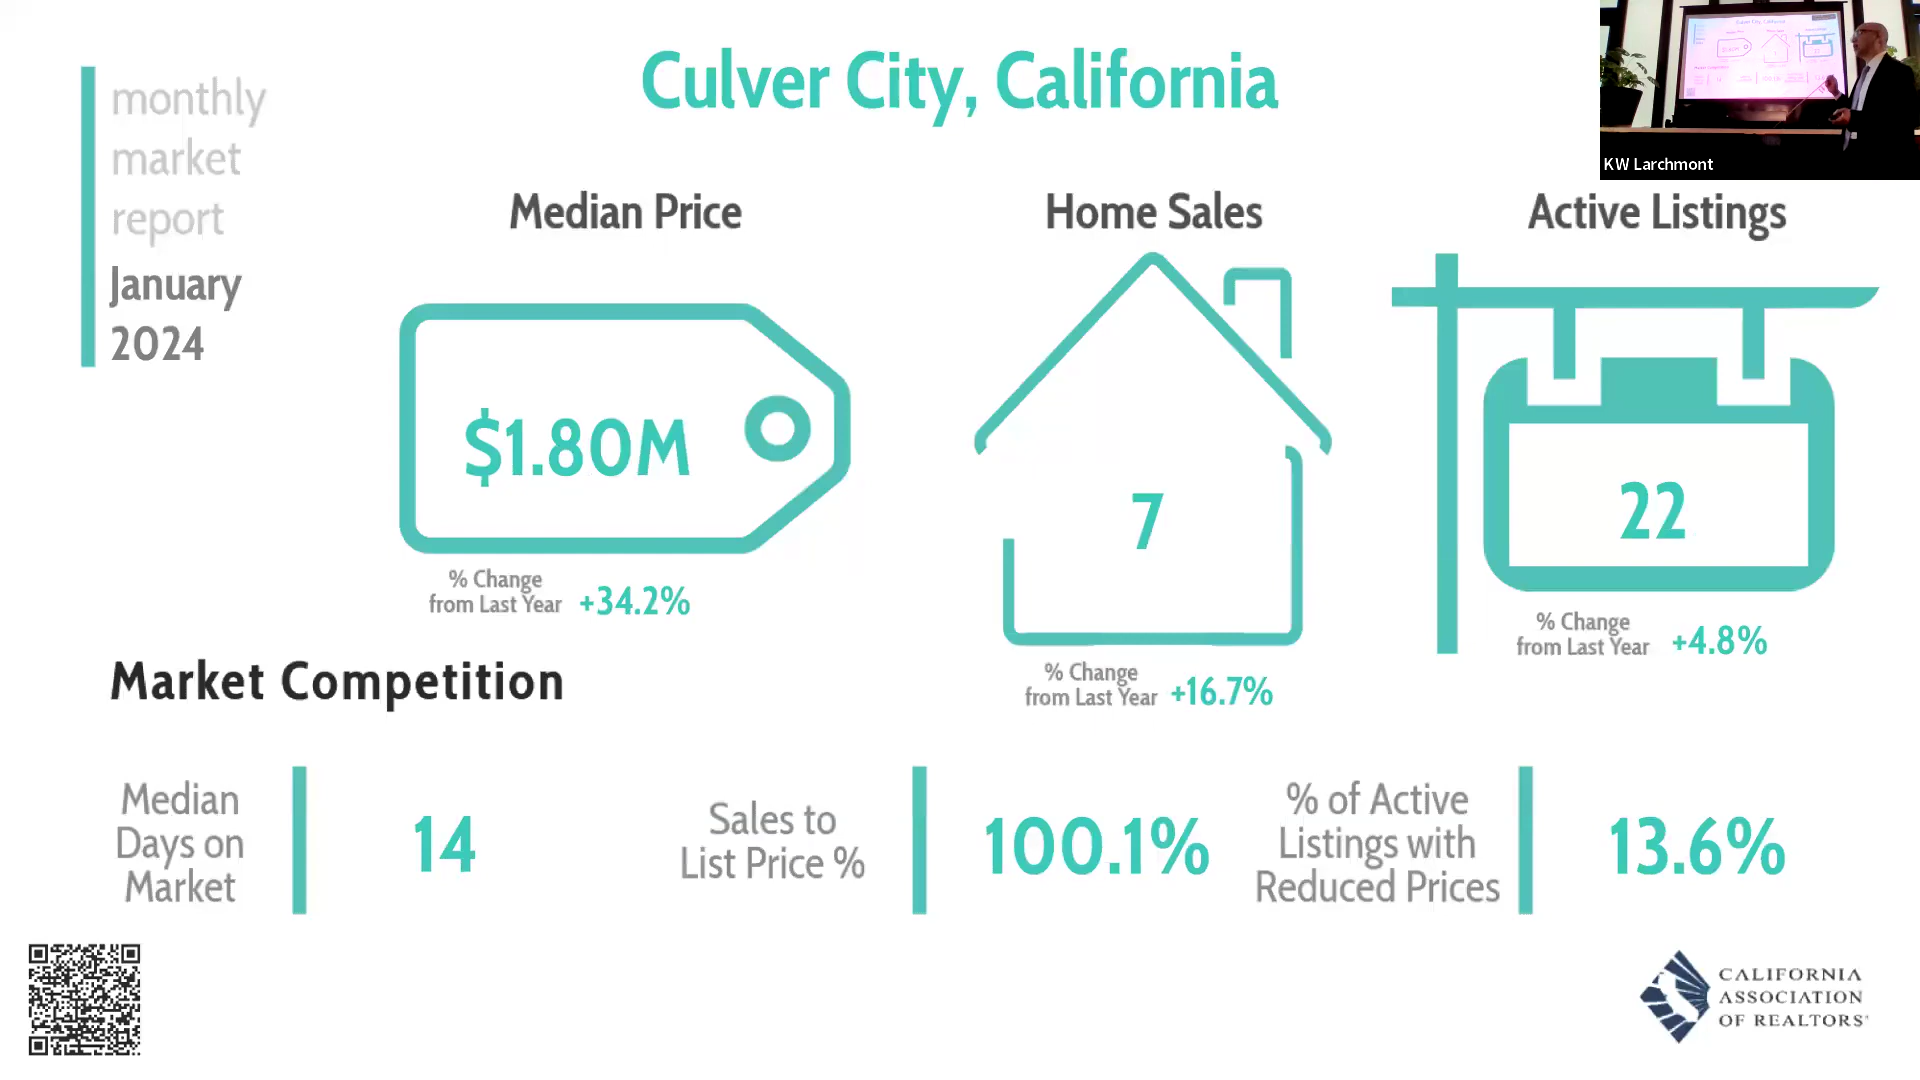 Culver City, California
monthly
market
report
January
2024
KW Larchmont
Median Price
$1.80M
% Change
from Last Year
+34.2%
Home Sales
7
% Change
from Last Year
+16.7%
Active Listings
22
% Change
from Last Year
+4.8%
Market Competition
Median
Days on
Market
14
Sales to
List Price %
100.1%
% of Active
Listings with
Reduced Prices
13.6%
CALIFORNIA
ASSOCIATION
OF REALTORS®